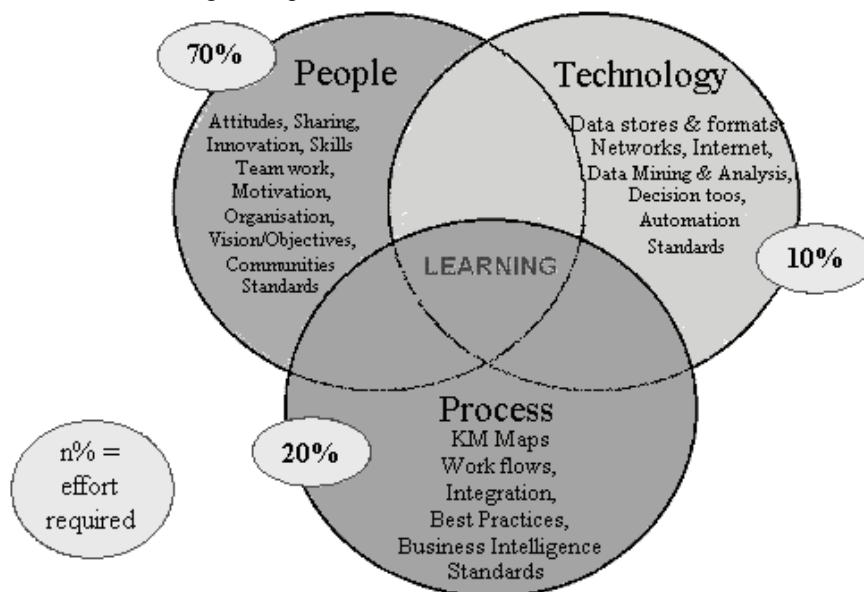 70%
People
Attitudes, Sharing,
Innovation, Skills
Team work,
Motivation,
Organisation,
Vision/Objectives,
Communities
Standards
Technology
Data stores & formats
Networks, Internet,
Data Mining & Analysis,
Decision toos,
Automation
Standards
10%
LEARNING
Process
KM Maps
Work flows,
Integration,
Best Practices,
Business Intelligence
Standards
20%
n% =
effort
required